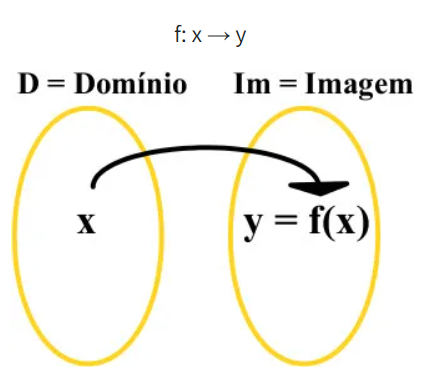 f: x → y
D = Domínio Im = Imagem
x y = f(x)